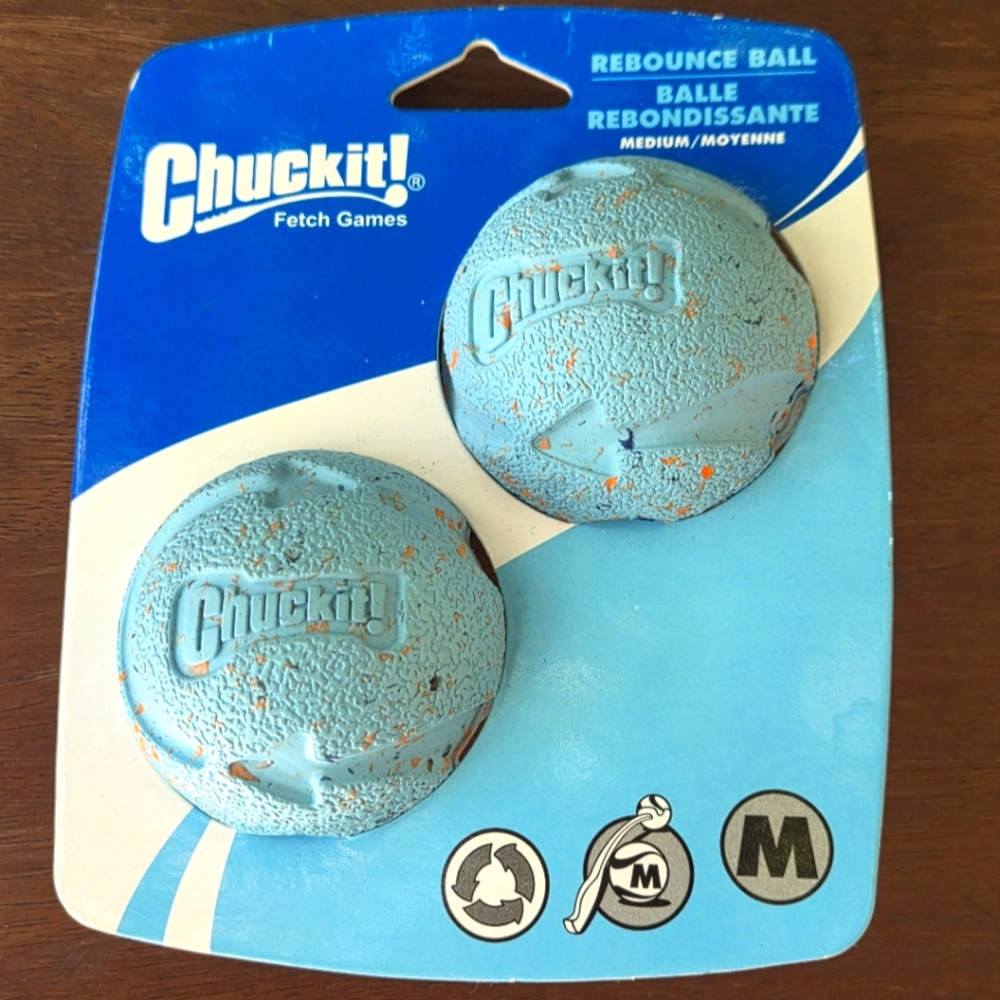 REBOUNCE BALL
BALLE
REBONDISSANTE
MEDIUM/MOYENNE
Chuckit!®
Fetch Games
Chuckit!
Chuckit!
M
M